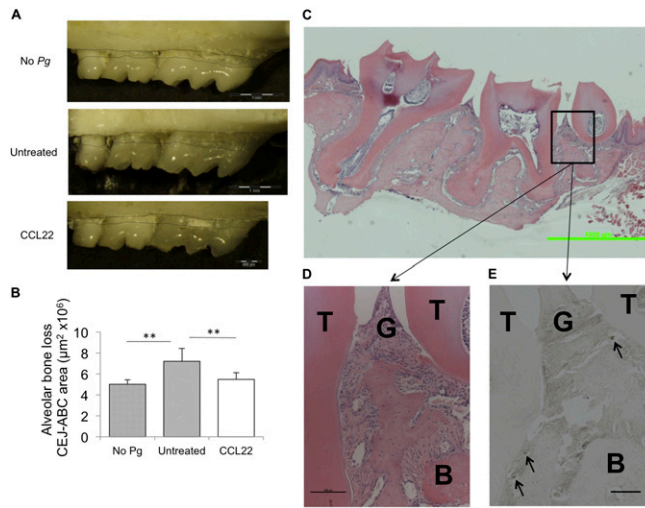 A
No Pg
Untreated
CCL22
B
Alveolar bone loss
CEJ-ABC area (µm² x10⁶)
10
8
6
4
2
0
**
**
No Pg
Untreated
CCL22
C
D
T
G
T
B
E
T
G
T
B